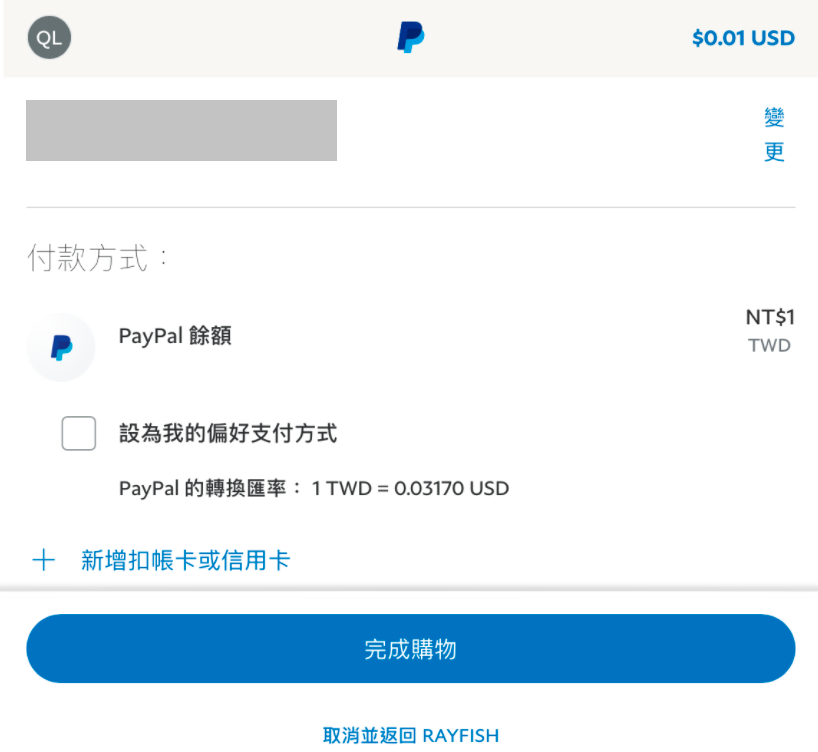 QL
$0.01 USD
變
更
付款方式：
PayPal 餘額
NT$1
TWD
設為我的偏好支付方式
PayPal 的轉換匯率： 1 TWD = 0.03170 USD
新增扣帳卡或信用卡
完成購物
取消並返回 RAYFISH